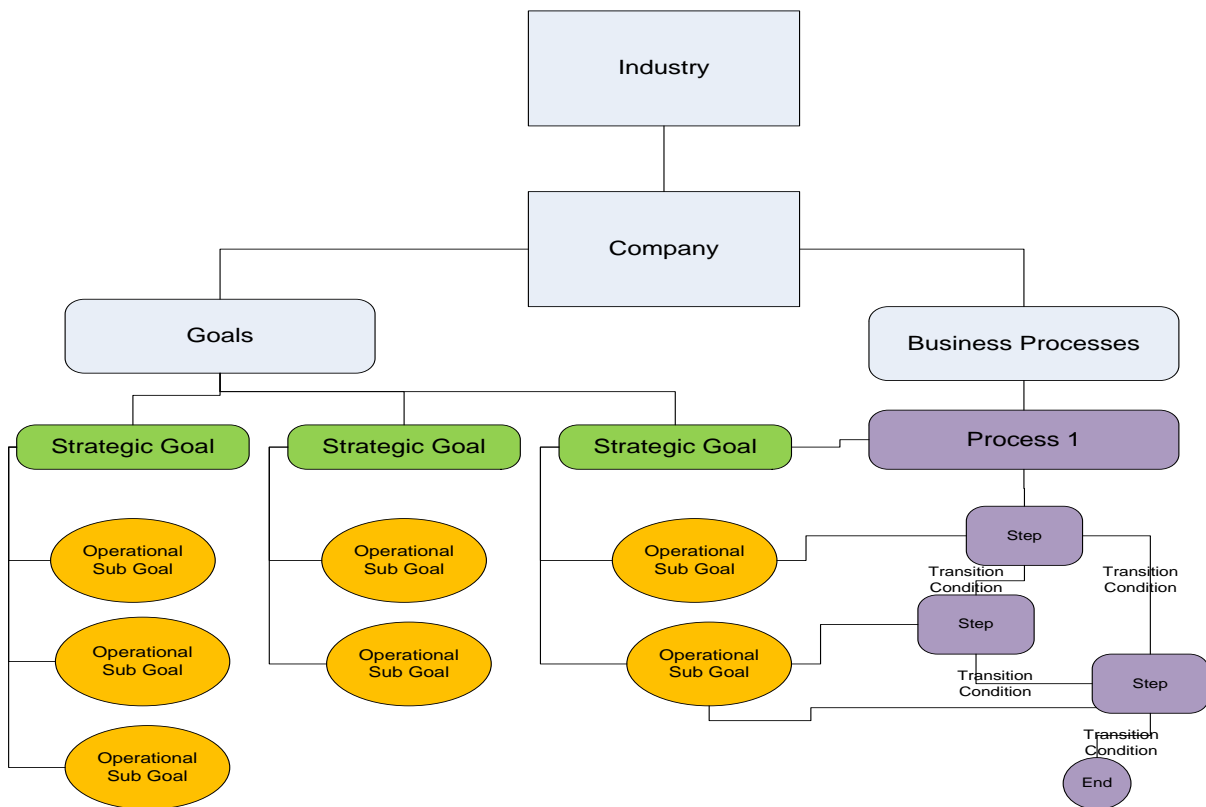 Industry
Company
Goals
Business Processes
Strategic Goal
Strategic Goal
Strategic Goal
Process 1
Operational
Sub Goal
Operational
Sub Goal
Operational
Sub Goal
Step
Transition
Condition
Transition
Condition
Step
Operational
Sub Goal
Operational
Sub Goal
Operational
Sub Goal
Transition
Condition
Step
Transition
Condition
Operational
Sub Goal
End